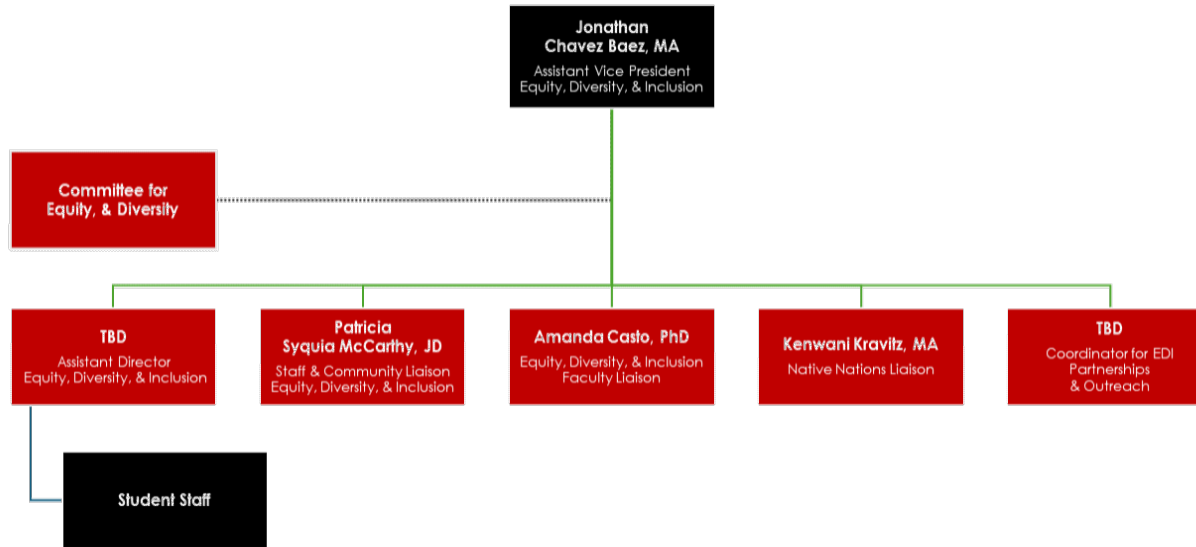 Jonathan
Chavez Baez, MA
Assistant Vice President
Equity, Diversity, & Inclusion
Committee for
Equity, & Diversity
TBD
Assistant Director
Equity, Diversity, & Inclusion
Patricia
Syquia McCarthy, JD
Staff & Community Liaison
Equity, Diversity, & Inclusion
Amanda Casto, PhD
Equity, Diversity, & Inclusion
Faculty Liaison
Kenwani Kravitz, MA
Native Nations Liaison
TBD
Coordinator for EDI
Partnerships
& Outreach
Student Staff